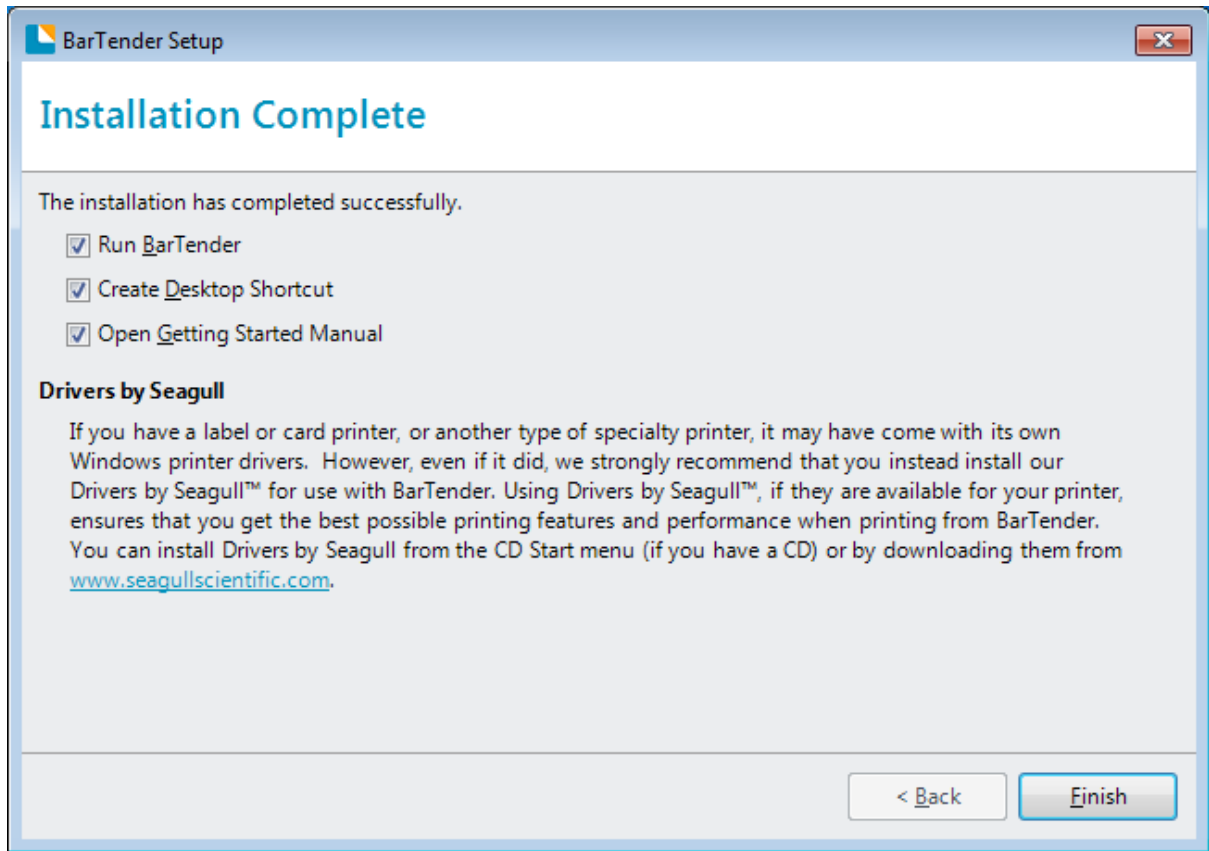 BarTender Setup
Installation Complete
The installation has completed successfully.
Run BarTender
Create Desktop Shortcut
Open Getting Started Manual
Drivers by Seagull
If you have a label or card printer, or another type of specialty printer, it may have come with its own
Windows printer drivers.  However, even if it did, we strongly recommend that you instead install our
Drivers by Seagull™ for use with BarTender. Using Drivers by Seagull™, if they are available for your printer,
ensures that you get the best possible printing features and performance when printing from BarTender.
You can install Drivers by Seagull from the CD Start menu (if you have a CD) or by downloading them from
www.seagullscientific.com.
< Back
Finish